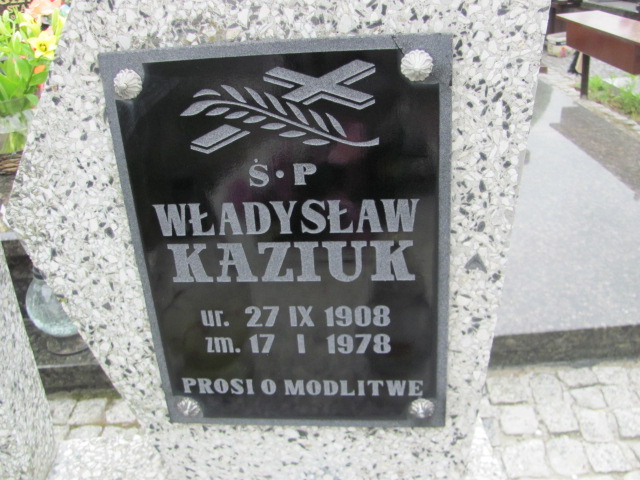 Ś·P
WŁADYSŁAW
KAZIUK
ur. 27 IX 1908
zm. 17 I 1978
PROSI O MODLITWE